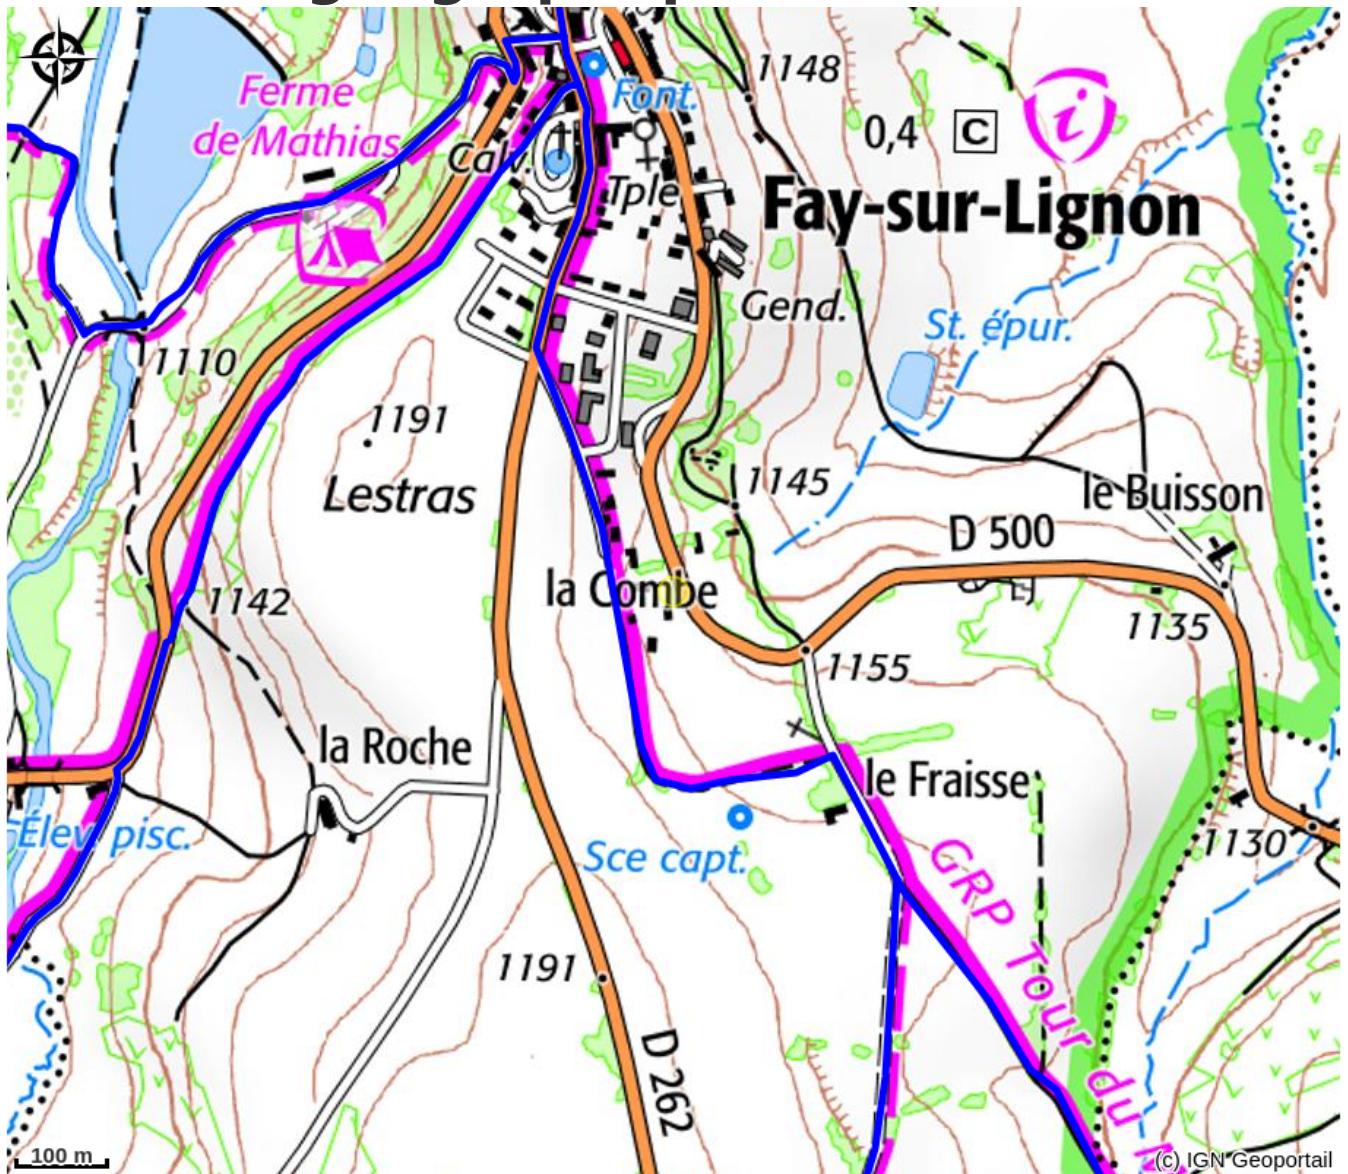 1148
Ferme
de Mathias
Font.
0,4 C
i
Calv.
Tple
Fay-sur-Lignon
Gend.
St. épur.
1110
1191
Lestras
1145
le Buisson
D 500
la Combe
1142
1135
1155
la Roche
le Fraisse
Élev. pisc.
Sce capt.
1130
GRP Tour du M
1191
D 262
100 m
(c) IGN Geoportail